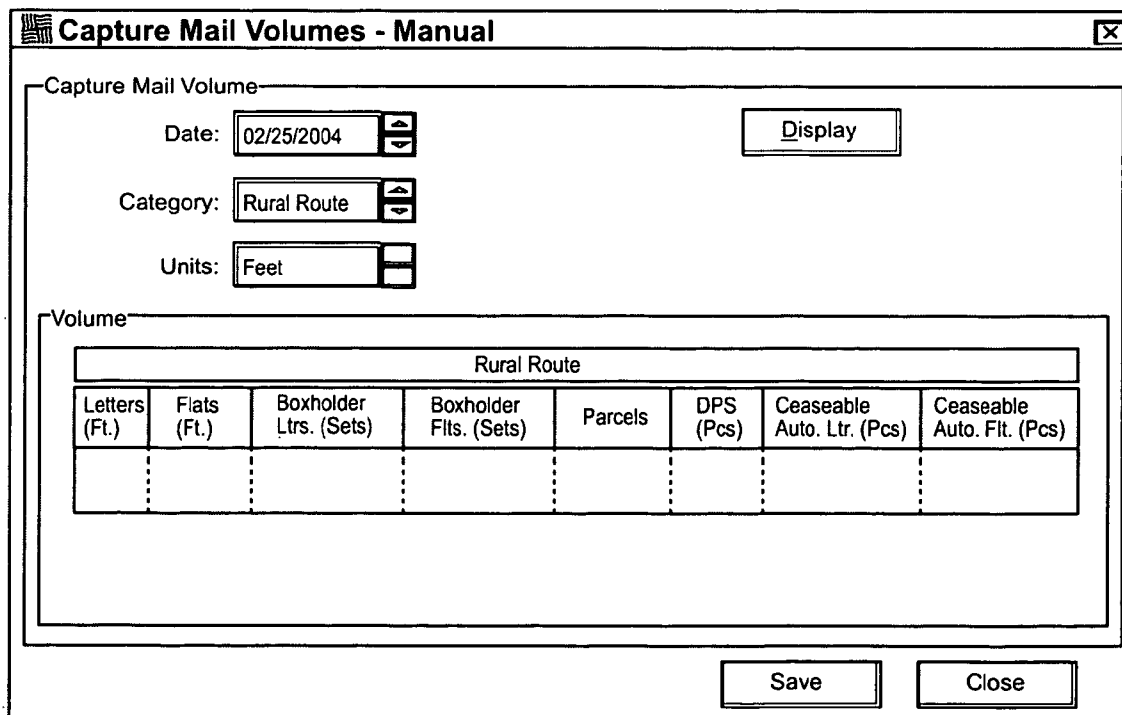 Capture Mail Volumes - Manual
Capture Mail Volume
Date: 02/25/2004
Display
Category: Rural Route
Units: Feet
Volume
Rural Route
Letters (Ft.)
Flats (Ft.)
Boxholder Ltrs. (Sets)
Boxholder Flts. (Sets)
Parcels
DPS (Pcs)
Ceaseable Auto. Ltr. (Pcs)
Ceaseable Auto. Flt. (Pcs)
Save
Close